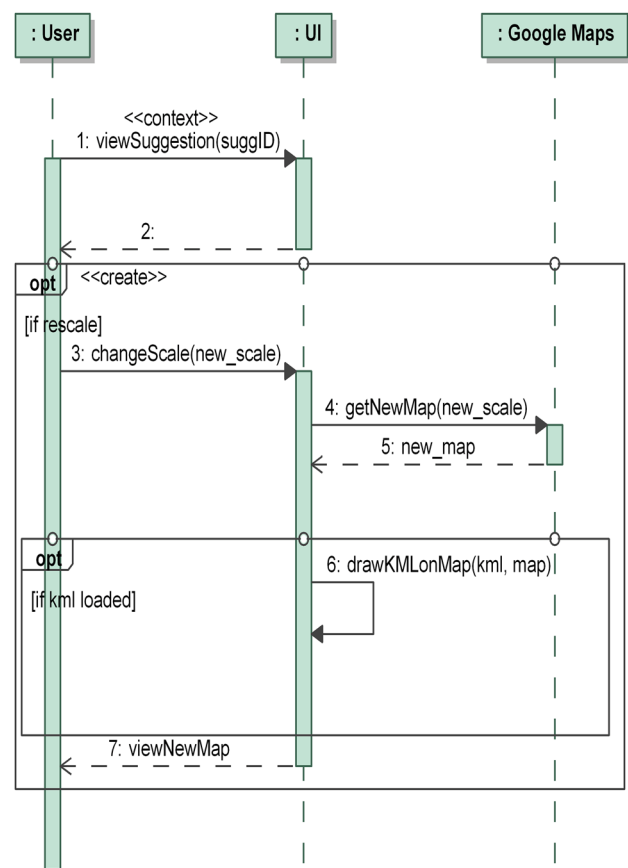 : User
: UI
: Google Maps
<<context>>
1: viewSuggestion(suggID)
2:
opt
<<create>>
[if rescale]
3: changeScale(new_scale)
4: getNewMap(new_scale)
5: new_map
opt
6: drawKMLonMap(kml, map)
[if kml loaded]
7: viewNewMap